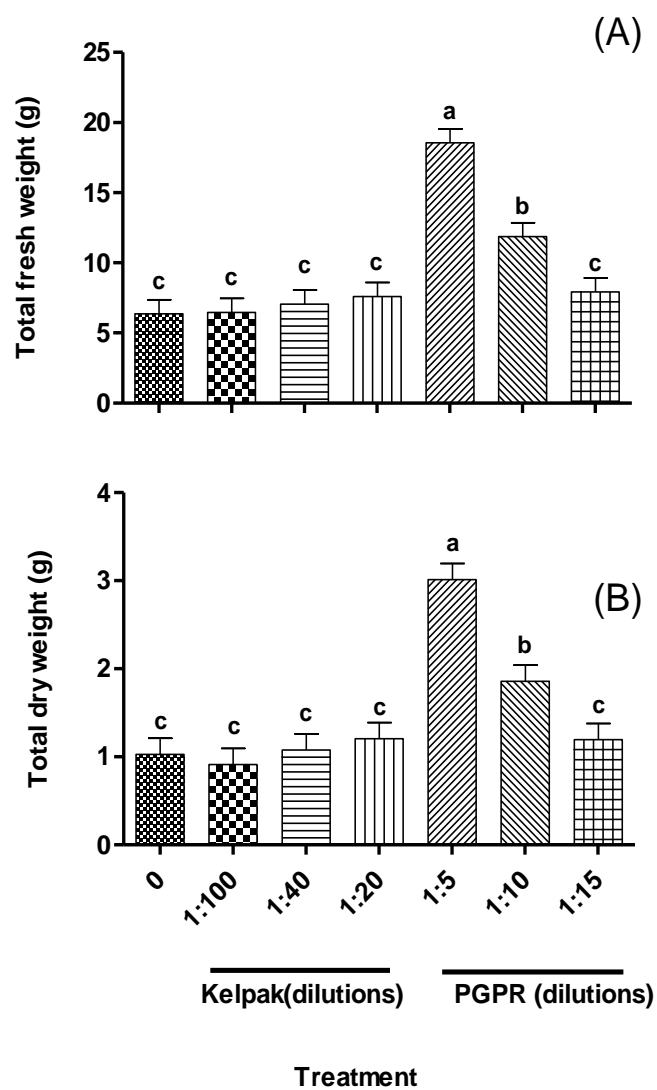 (A)
Total fresh weight (g)
25
20
15
10
5
0
c
c
c
c
a
b
c
(B)
Total dry weight (g)
4
3
2
1
0
c
c
c
c
a
b
c
0
1:100
1:40
1:20
1:5
1:10
1:15
Kelpak(dilutions)
PGPR (dilutions)
Treatment